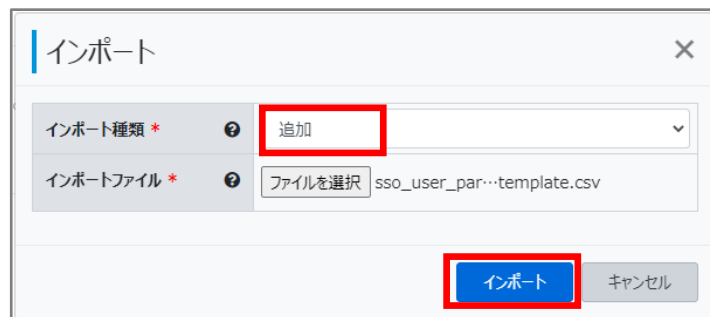 インポート ×
インポート種類 * ? 追加
インポートファイル * ? ファイルを選択 sso_user_par…template.csv
インポート キャンセル